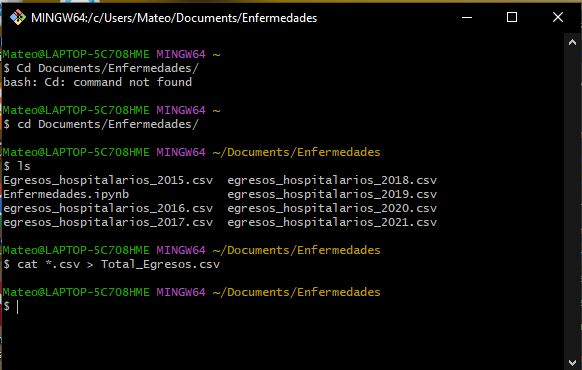 MINGW64:/c/Users/Mateo/Documents/Enfermedades
Mateo@LAPTOP-5C708HME MINGW64 ~
$ Cd Documents/Enfermedades/
bash: Cd: command not found
Mateo@LAPTOP-5C708HME MINGW64 ~
$ cd Documents/Enfermedades/
Mateo@LAPTOP-5C708HME MINGW64 ~/Documents/Enfermedades
$ ls
Egresos_hospitalarios_2015.csv  egresos_hospitalarios_2018.csv
Enfermedades.ipynb  egresos_hospitalarios_2019.csv
egresos_hospitalarios_2016.csv  egresos_hospitalarios_2020.csv
egresos_hospitalarios_2017.csv  egresos_hospitalarios_2021.csv
Mateo@LAPTOP-5C708HME MINGW64 ~/Documents/Enfermedades
$ cat *.csv > Total_Egresos.csv
Mateo@LAPTOP-5C708HME MINGW64 ~/Documents/Enfermedades
$